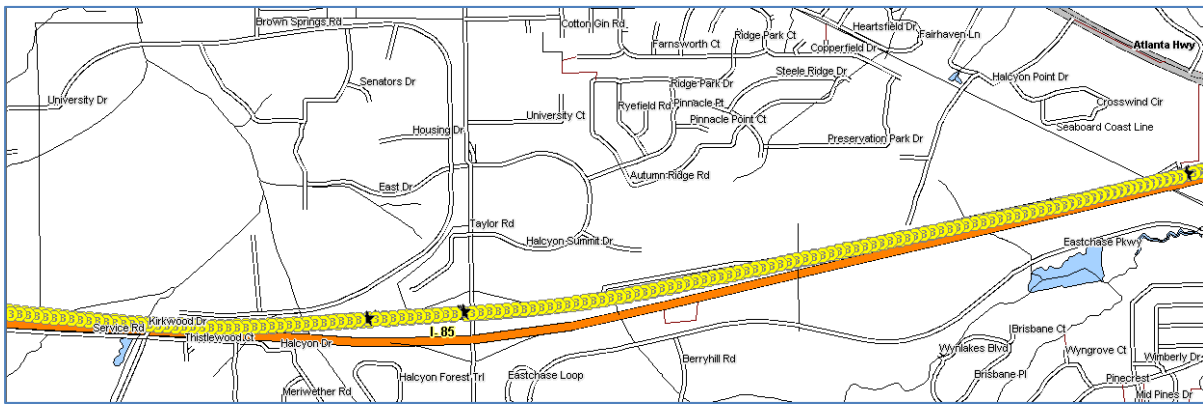 Brown Springs Rd
Cotton Gin Rd
Ridge Park Ct
Heartsfield Dr
Fairhaven Ln
Farnsworth Ct
Copperfield Dr
Atlanta Hwy
Senators Dr
Steele Ridge Dr
Halcyon Point Dr
University Dr
Ridge Park Dr
Ryefield Rd
Pinnacle Pt
Crosswind Cir
University Ct
Pinnacle Point Ct
Seaboard Coast Line
Housing Dr
Preservation Park Dr
East Dr
Autumn Ridge Rd
Taylor Rd
Halcyon Summit Dr
Eastchase Pkwy
Kirkwood Dr
Service Rd
I- 85
Thistlewood Ct
Halcyon Dr
Brisbane Ct
Wynlakes Blvd
Wyngrove Ct
Berryhill Rd
Wimberly Dr
Halcyon Forest Trl
Eastchase Loop
Brisbane Pl
Pinecrest
Meriwether Rd
Mid Pines Dr